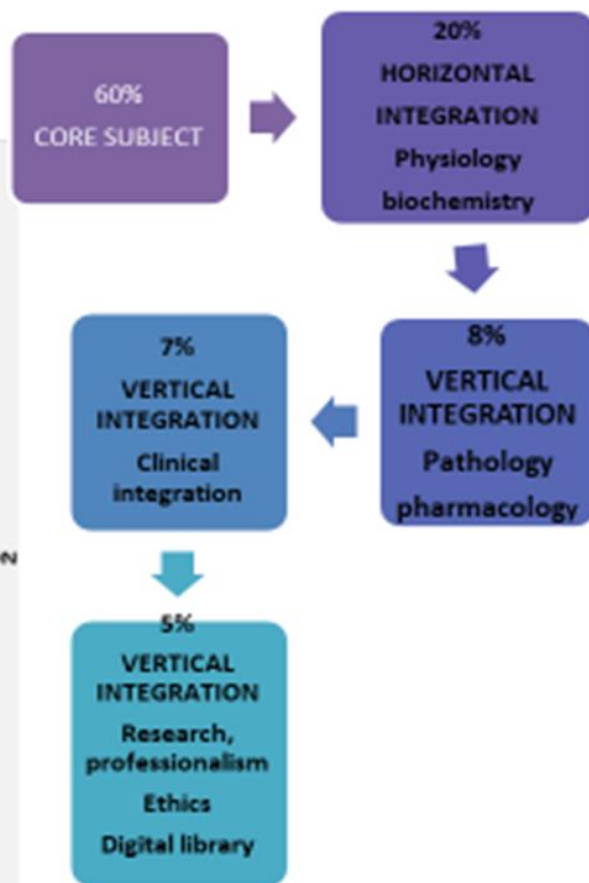 60%
CORE SUBJECT
20%
HORIZONTAL
INTEGRATION
Physiology
biochemistry
8%
VERTICAL
INTEGRATION
Pathology
pharmacology
7%
VERTICAL
INTEGRATION
Clinical
integration
5%
VERTICAL
INTEGRATION
Research,
professionalism
Ethics
Digital library
2